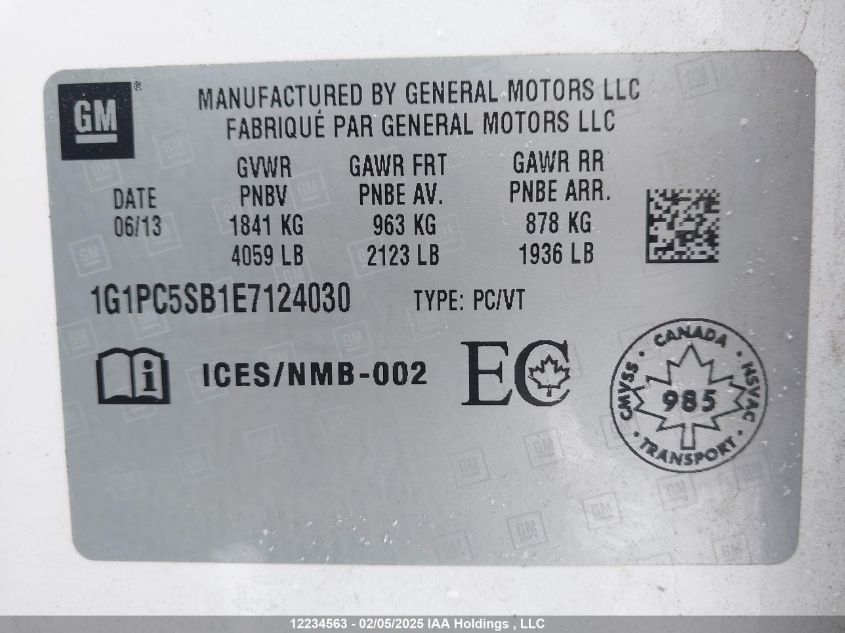 GM ®
MANUFACTURED BY GENERAL MOTORS LLC
FABRIQUÉ PAR GENERAL MOTORS LLC
GVWR GAWR FRT GAWR RR
DATE PNBV PNBE AV. PNBE ARR.
06/13 1841 KG 963 KG 878 KG
4059 LB 2123 LB 1936 LB
1G1PC5SB1E7124030 TYPE: PC/VT
i ICES/NMB-002 EC
CANADA
CMVSS 985 NSVAC
TRANSPORT
12234563 - 02/05/2025 IAA Holdings , LLC